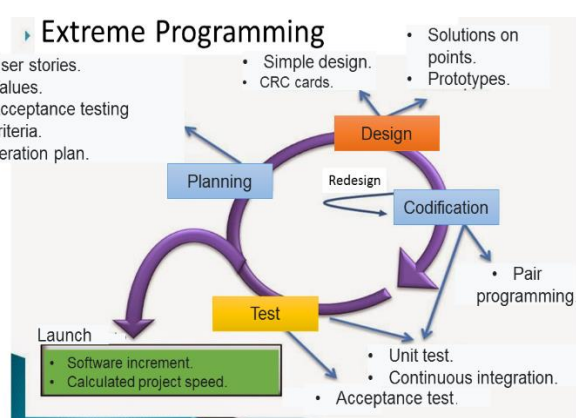 Extreme Programming
ser stories.
alues.
cceptance testing
riteria.
eration plan.
• Simple design.
• CRC cards.
• Solutions on
points.
• Prototypes.
Design
Planning
Redesign
Codification
• Pair
programming
Test
Launch
• Software increment.
• Calculated project speed.
• Unit test.
• Continuous integration.
• Acceptance test.